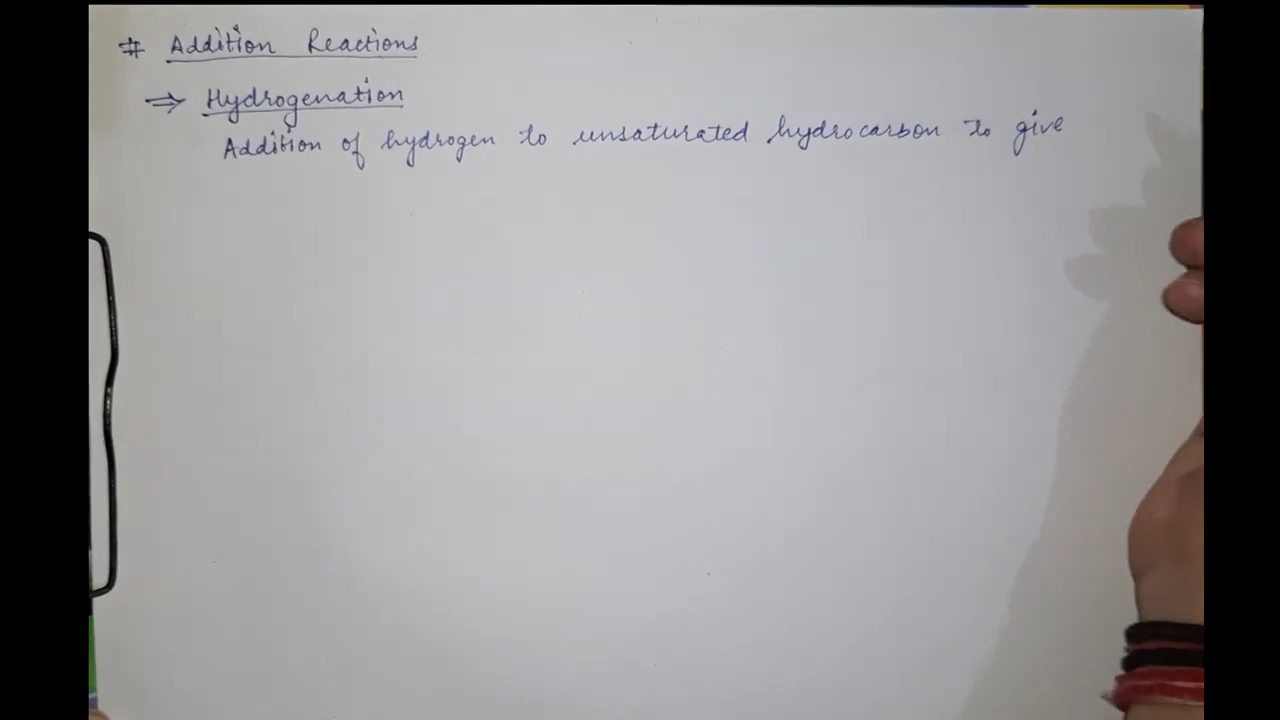 # Addition Reactions
⇒ Hydrogenation
Addition of hydrogen to unsaturated hydrocarbon to give